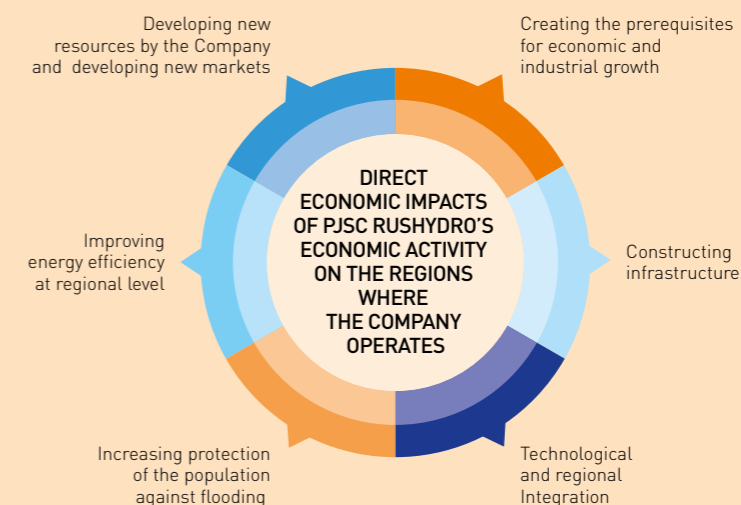 Developing new
resources by the Company
and developing new markets
Creating the prerequisites
for economic and
industrial growth
DIRECT
ECONOMIC IMPACTS
OF PJSC RUSHYDRO’S
ECONOMIC ACTIVITY
ON THE REGIONS
WHERE
THE COMPANY
OPERATES
Improving
energy efficiency
at regional level
Constructing
infrastructure
Increasing protection
of the population
against flooding
Technological
and regional
Integration